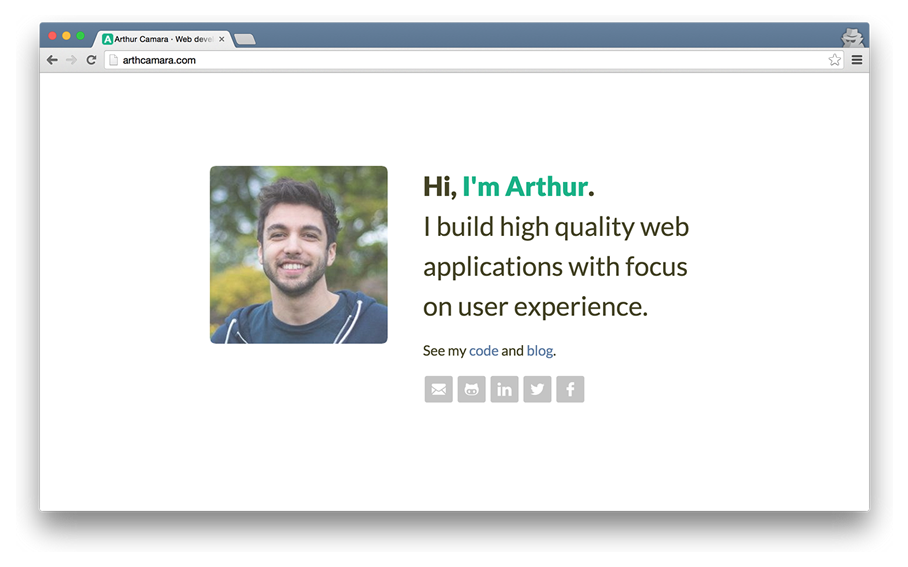 A Arthur Camara · Web devel
arthcamara.com
Hi, I'm Arthur.
I build high quality web
applications with focus
on user experience.
See my code and blog.